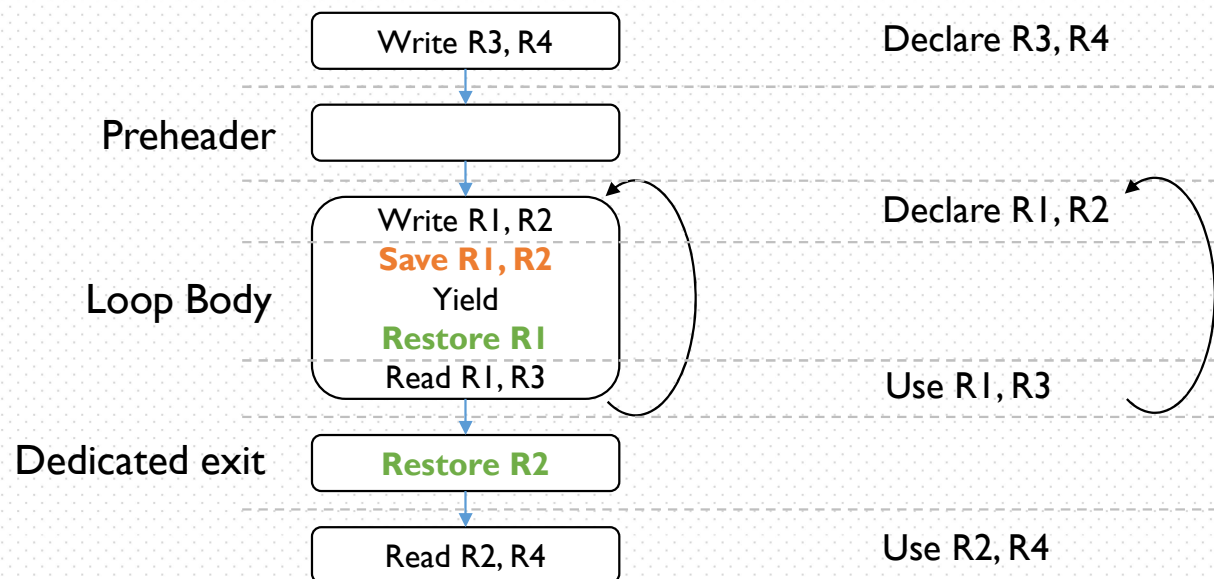 Write R3, R4
Declare R3, R4
Preheader
Write R1, R2
Declare R1, R2
Save R1, R2
Loop Body
Yield
Restore R1
Read R1, R3
Use R1, R3
Dedicated exit
Restore R2
Read R2, R4
Use R2, R4